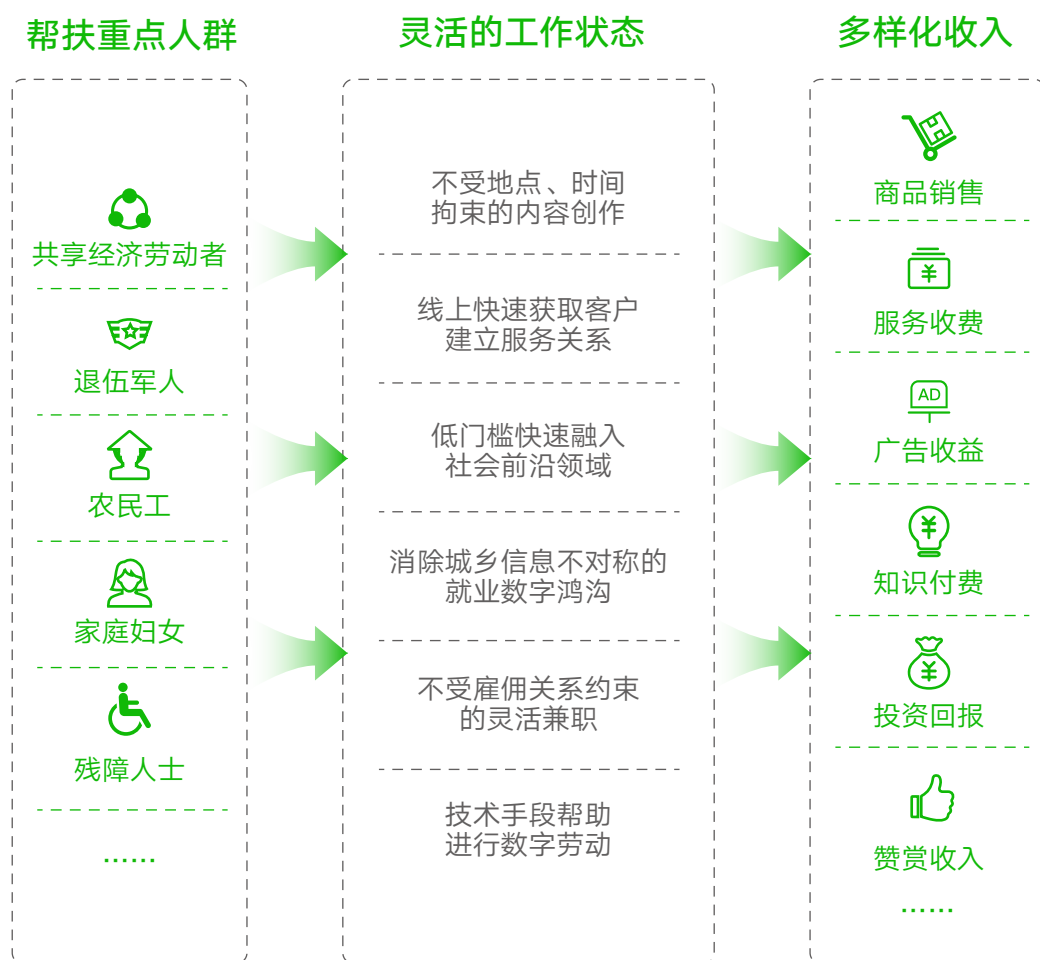 帮扶重点人群
共享经济劳动者
退伍军人
农民工
家庭妇女
残障人士
······
灵活的工作状态
不受地点、时间
拘束的内容创作
线上快速获取客户
建立服务关系
低门槛快速融入
社会前沿领域
消除城乡信息不对称的
就业数字鸿沟
不受雇佣关系约束
的灵活兼职
技术手段帮助
进行数字劳动
多样化收入
商品销售
¥
服务收费
AD
广告收益
¥
知识付费
¥
投资回报
赞赏收入
······